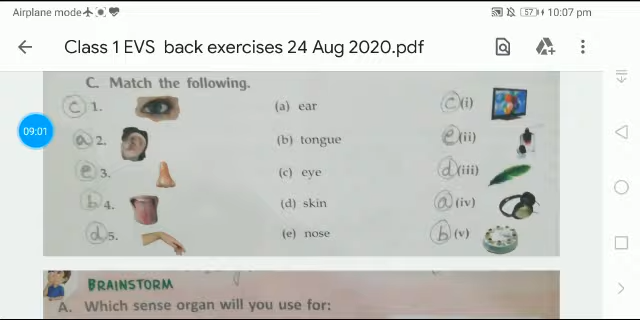 Airplane mode 57 10:07 pm
Class 1 EVS back exercises 24 Aug 2020.pdf
C. Match the following.
c 1. (a) ear c (i)
09:01
a 2. (b) tongue e (ii)
e 3. (c) eye d (iii)
b 4. (d) skin a (iv)
d 5. (e) nose b (v)
BRAINSTORM
A. Which sense organ will you use for: